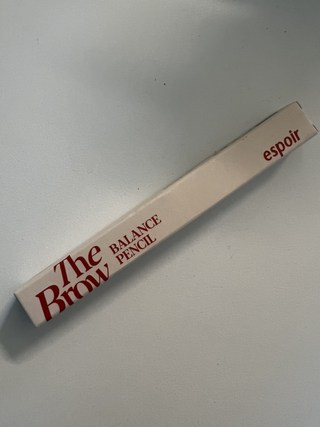 The
Brow
BALANCE
PENCIL
espoir